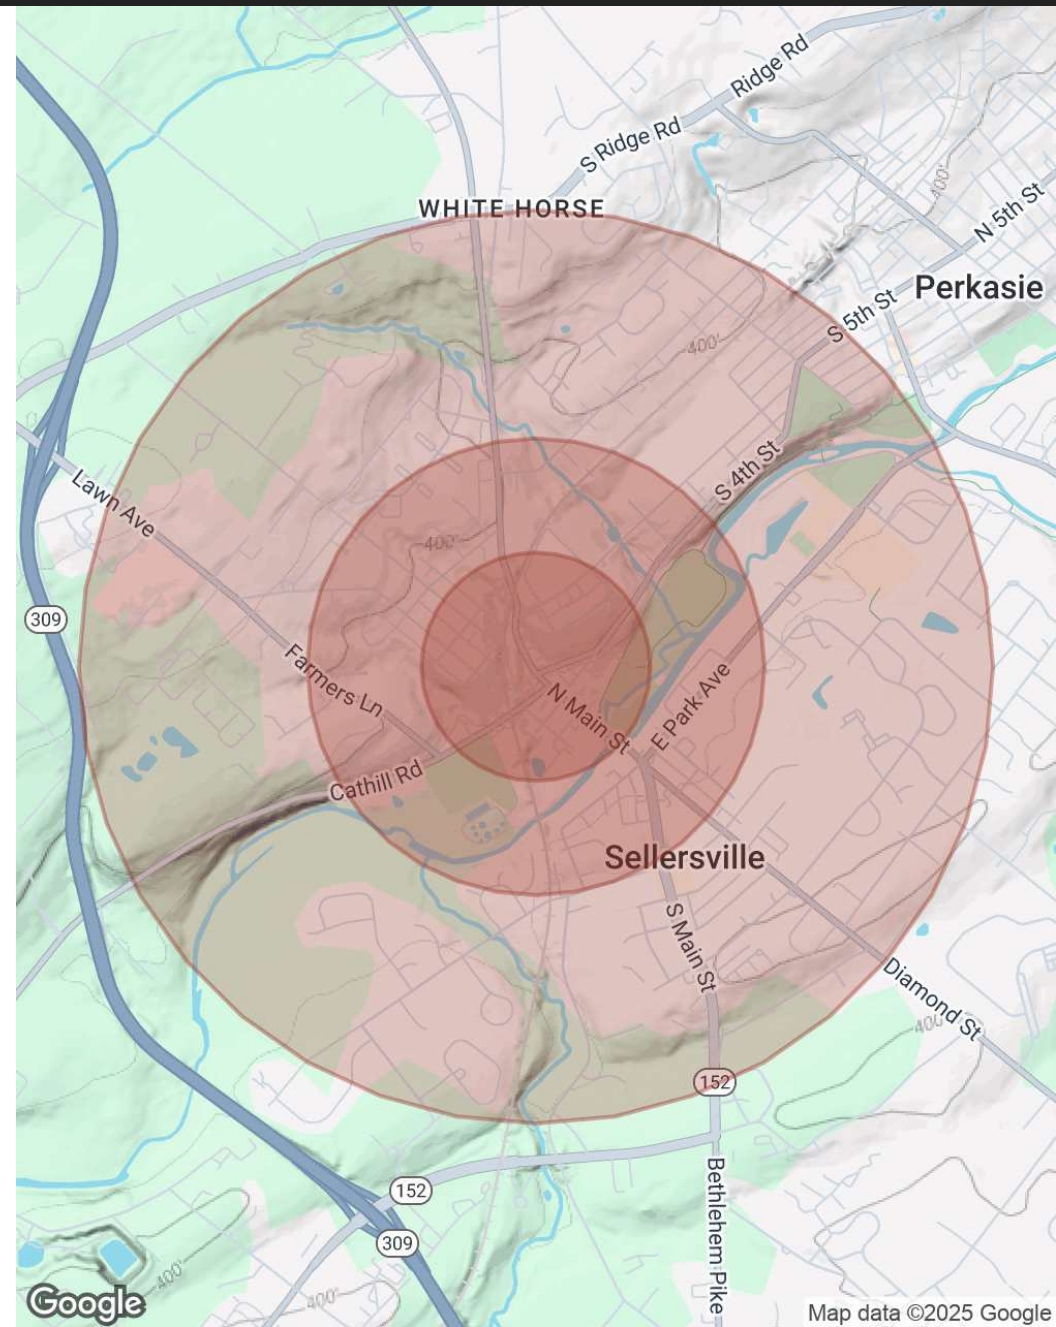 Ridge Rd
S Ridge Rd
400'
WHITE HORSE
N 5th St
Perkasie
S 5th St
400'
S 4th St
Lawn Ave
400'
309
Farmers Ln
N Main St
E Park Ave
Cathill Rd
Sellersville
S Main St
Diamond St
400'
152
152
Bethlehem Pike
309
400'
400'
Google
Map data ©2025 Google